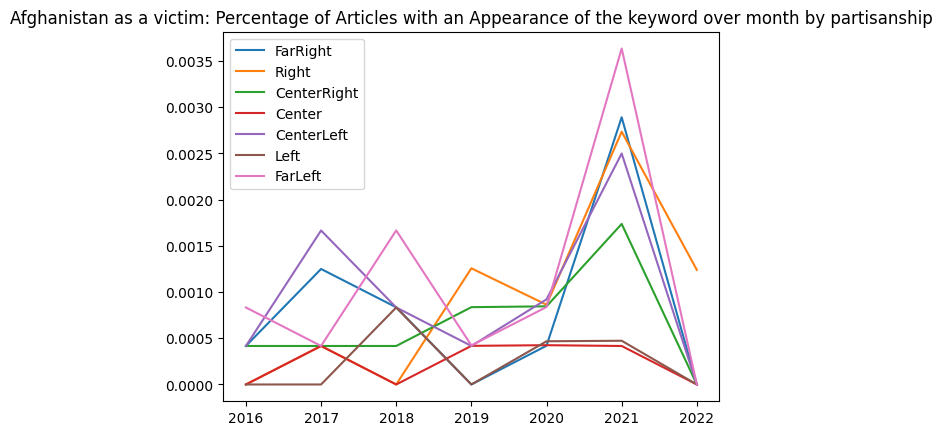 Afghanistan as a victim: Percentage of Articles with an Appearance of the keyword over month by partisanship
FarRight
Right
CenterRight
Center
CenterLeft
Left
FarLeft
0.0035
0.0030
0.0025
0.0020
0.0015
0.0010
0.0005
0.0000
2016 2017 2018 2019 2020 2021 2022